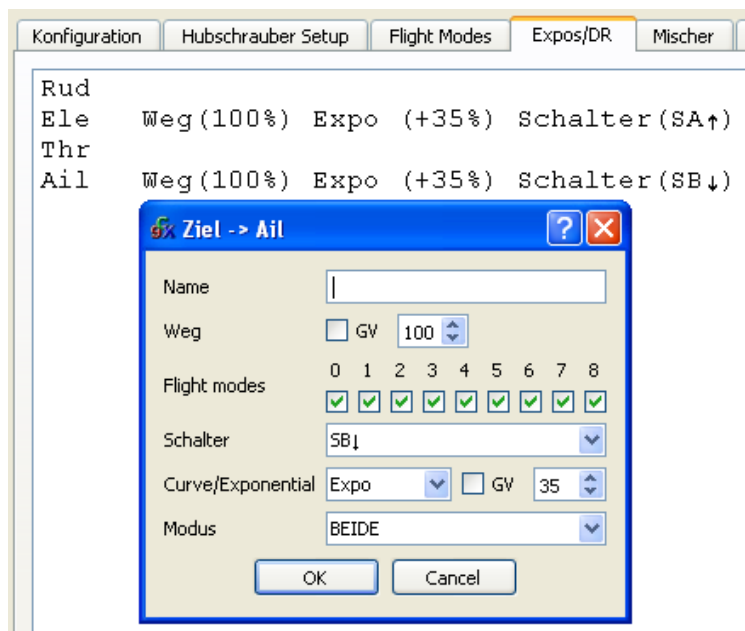 Konfiguration Hubschrauber Setup Flight Modes Expos/DR Mischer
Rud
Ele Weg(100%) Expo (+35%) Schalter(SA↑)
Thr
Ail Weg(100%) Expo (+35%) Schalter(SB↓)
9x Ziel -> Ail ?
Name
Weg GV 100
0 1 2 3 4 5 6 7 8
Flight modes
Schalter SB↓
Curve/Exponential Expo GV 35
Modus BEIDE
OK Cancel